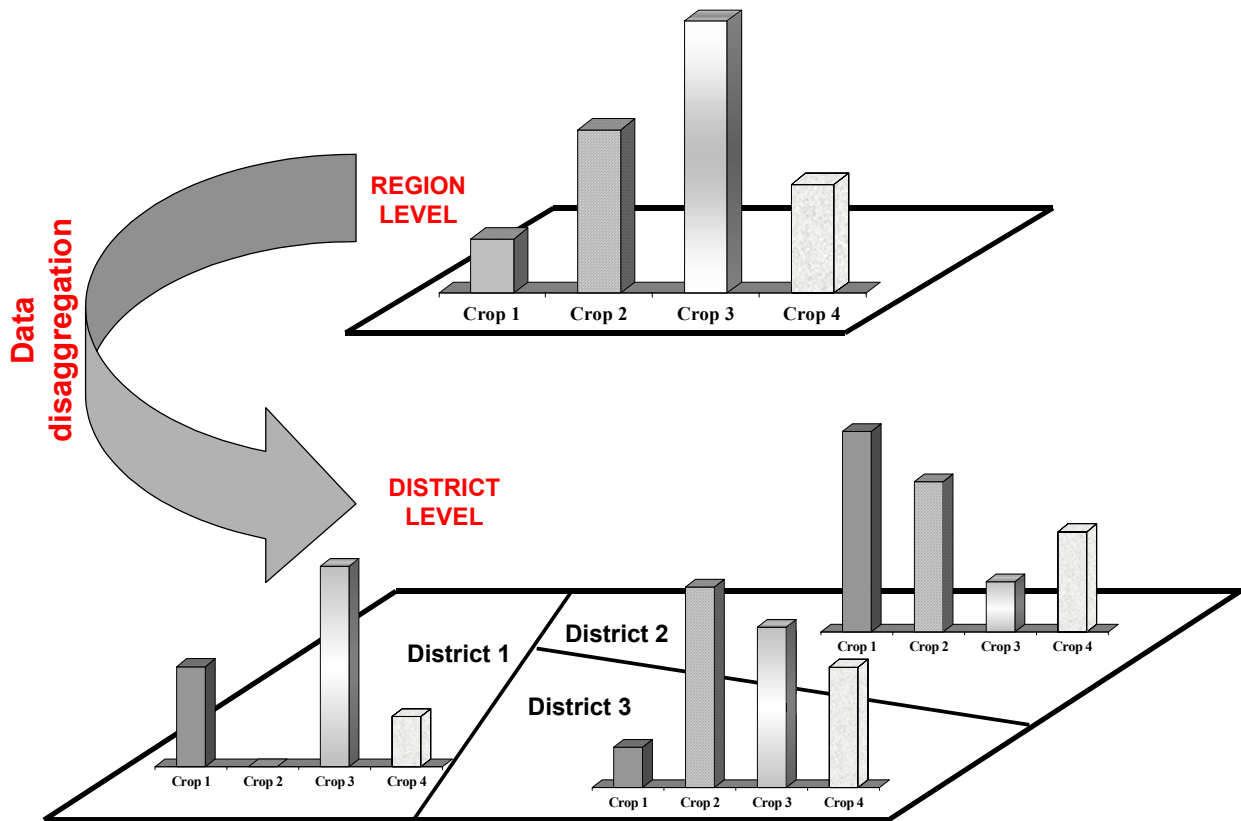 REGION
LEVEL
Crop 1 Crop 2 Crop 3 Crop 4
Data
disaggregation
DISTRICT
LEVEL
Crop 1 Crop 2 Crop 3 Crop 4
District 2
District 1
District 3
Crop 1 Crop 2 Crop 3 Crop 4
Crop 1 Crop 2 Crop 3 Crop 4